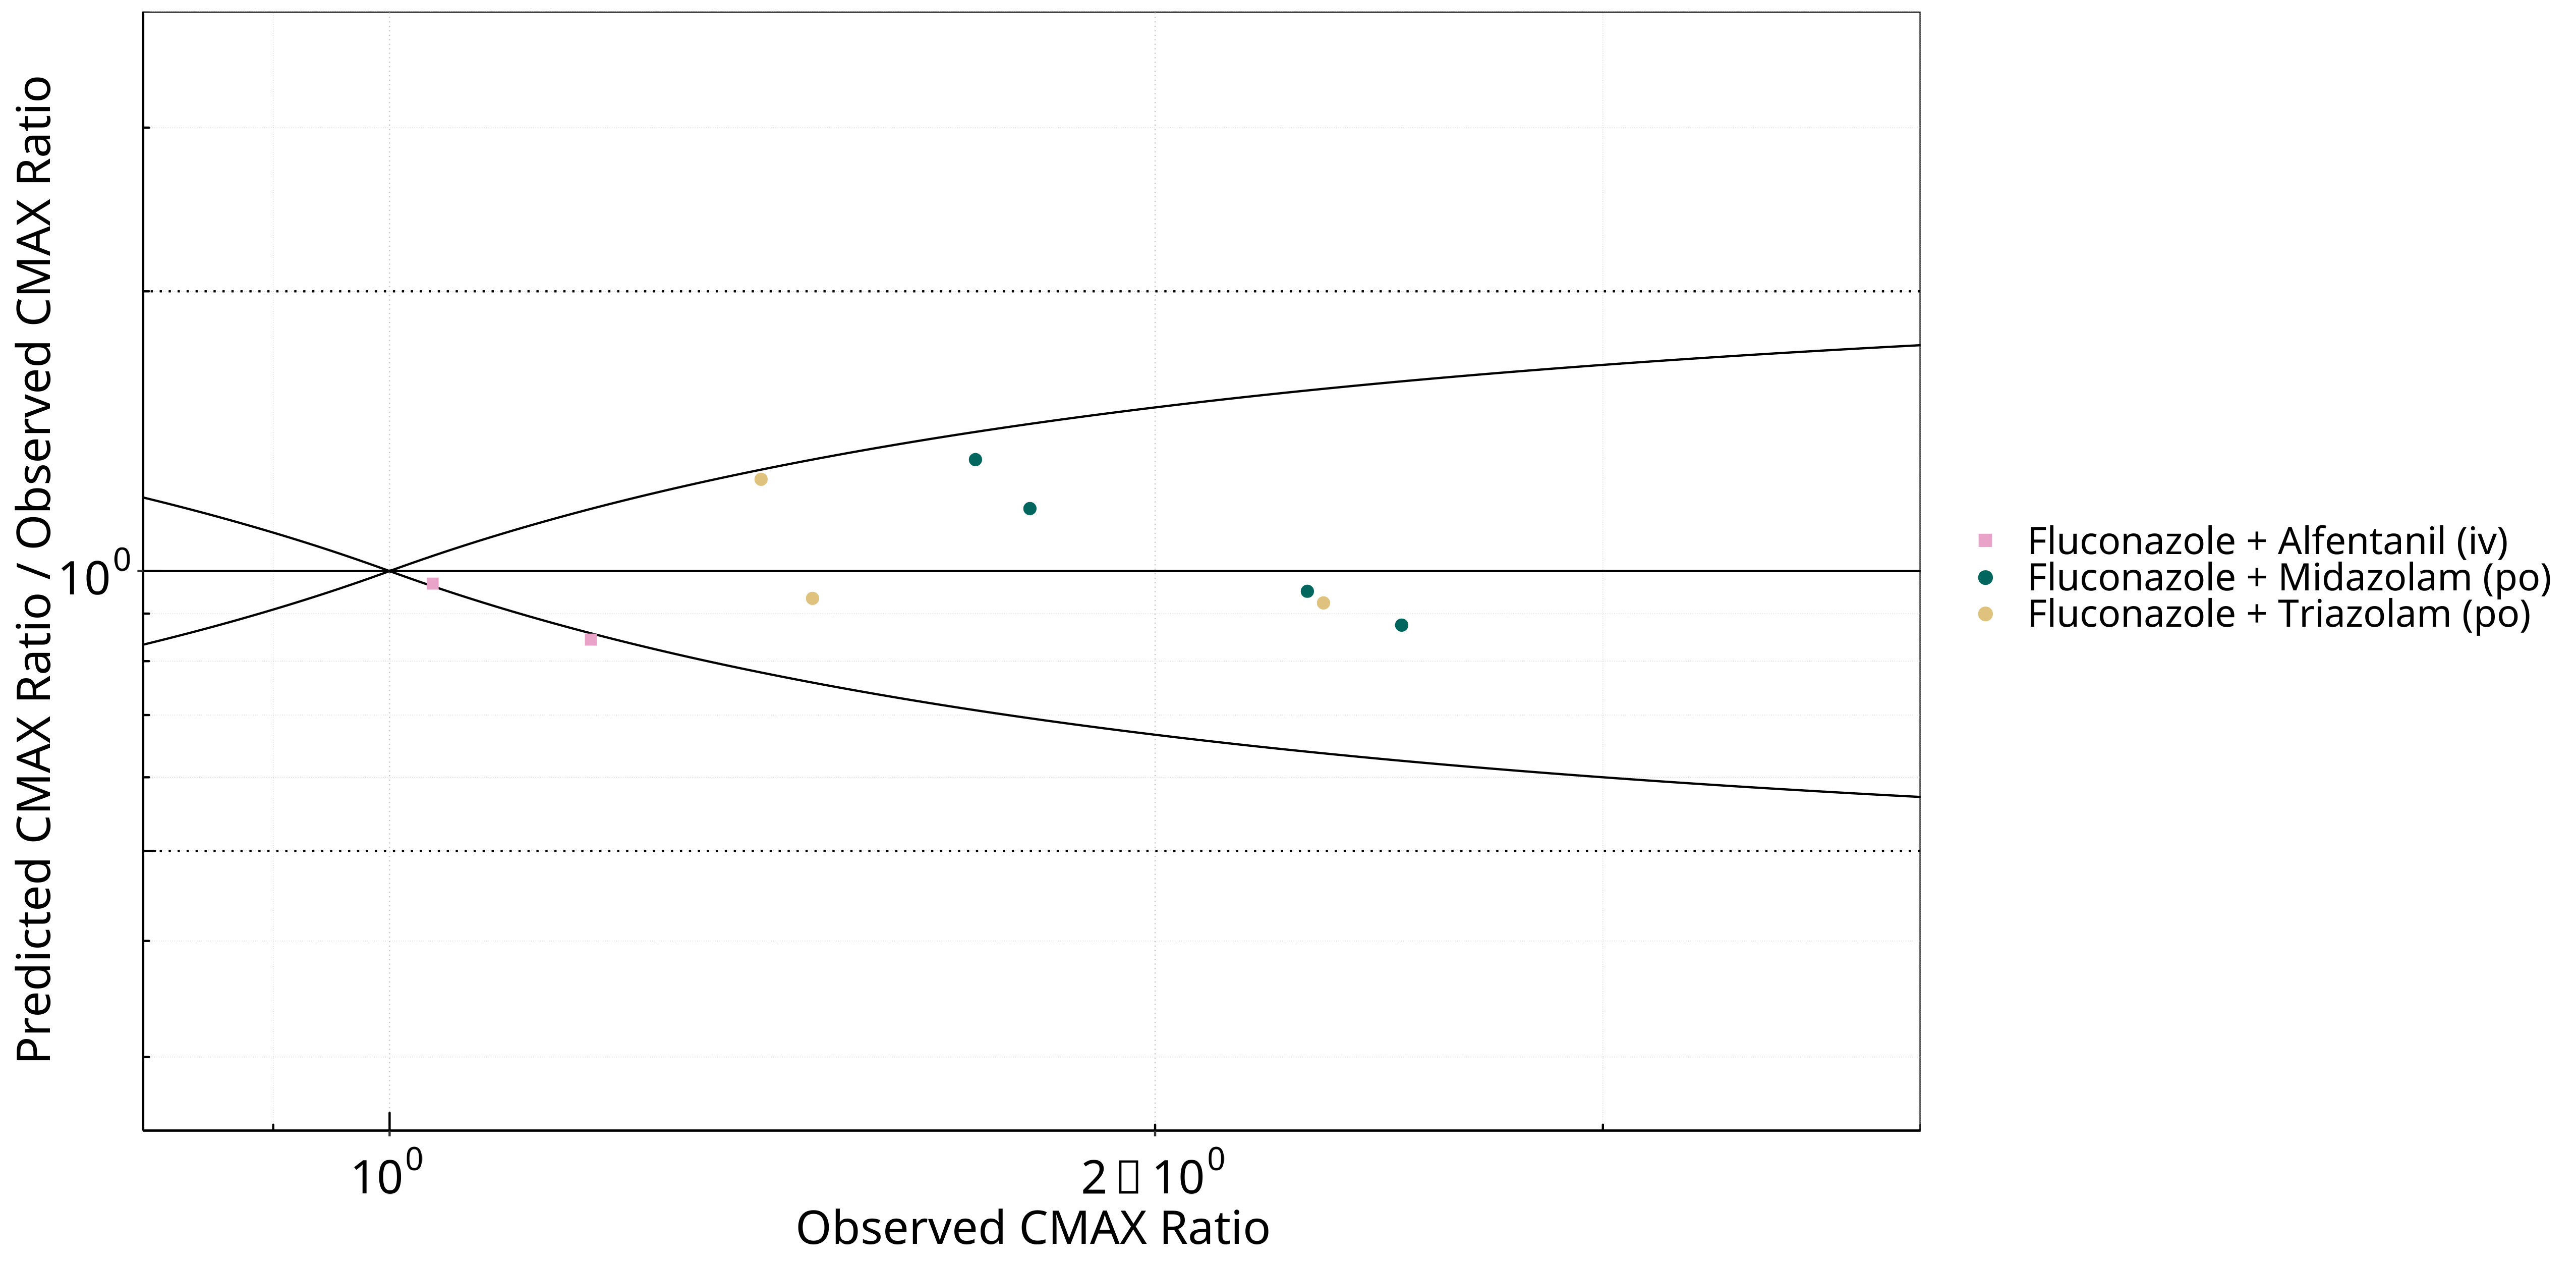 Predicted CMAX Ratio / Observed CMAX Ratio
10⁰
10⁰
2 10⁰
Observed CMAX Ratio
Fluconazole + Alfentanil (iv)
Fluconazole + Midazolam (po)
Fluconazole + Triazolam (po)